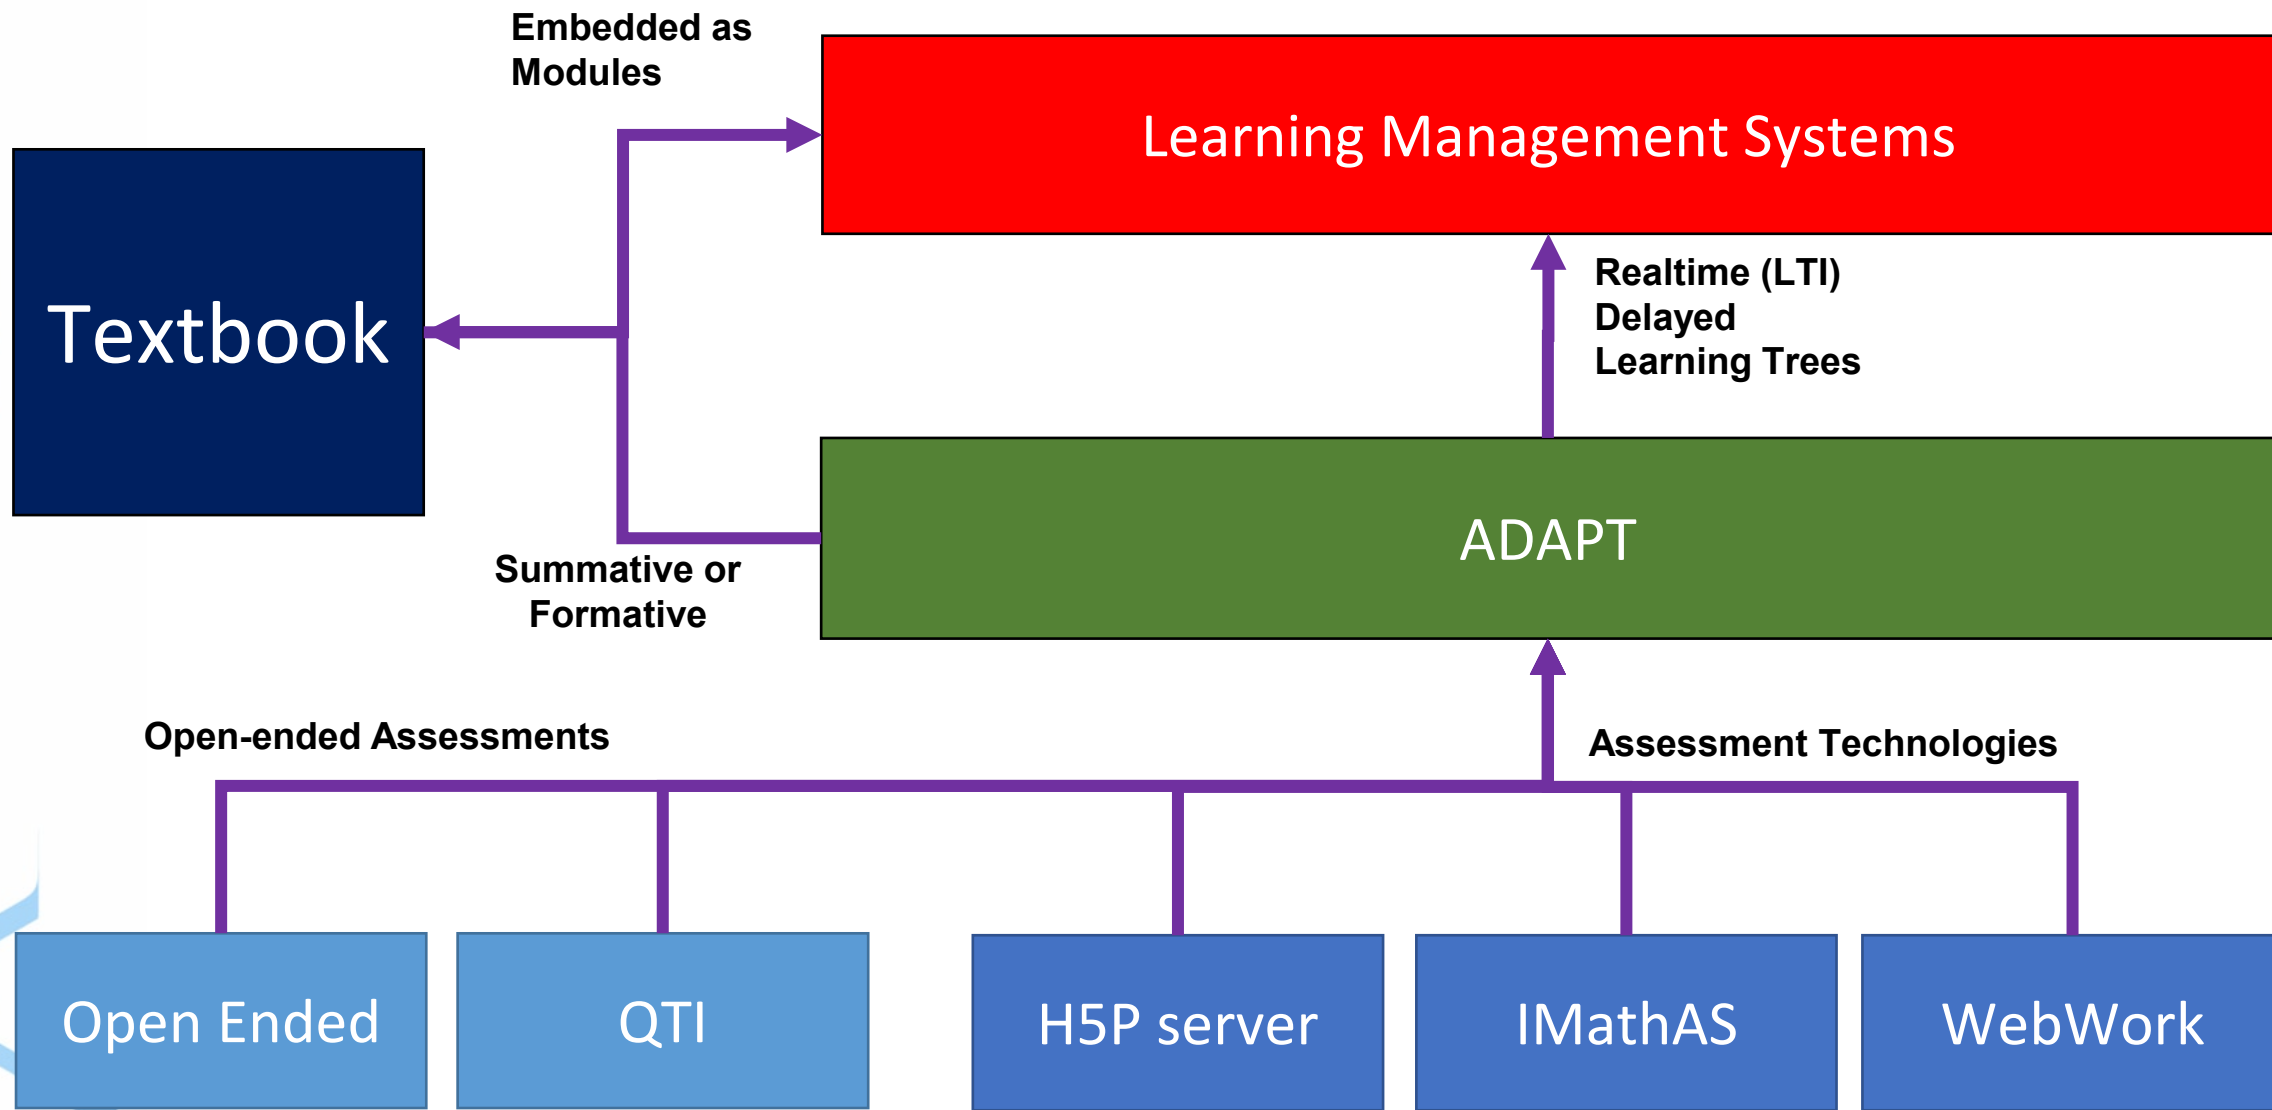 Embedded as
Modules
Learning Management Systems
Textbook
Realtime (LTI)
Delayed
Learning Trees
ADAPT
Summative or
Formative
Open-ended Assessments
Assessment Technologies
Open Ended
QTI
H5P server
IMathAS
WebWork